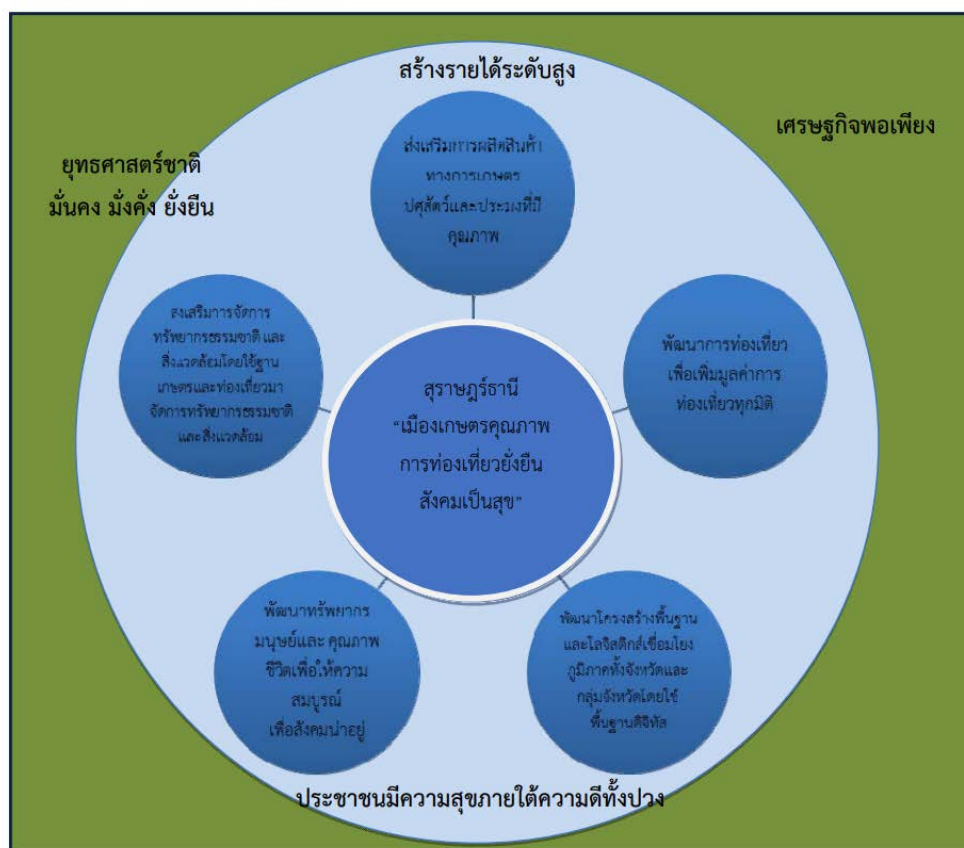 สร้างรายได้ระดับสูง
เศรษฐกิจพอเพียง
ยุทธศาสตร์ชาติ
มั่นคง มั่งคั่ง ยั่งยืน
ส่งเสริมการผลิตสินค้า
ทางการเกษตร
ปศุสัตว์และประมงที่มี
คุณภาพ
ส่งเสริมการจัดการ
ทรัพยากรธรรมชาติ และ
สิ่งแวดล้อมโดยใช้ฐาน
เกษตรและท่องเที่ยวมา
จัดการทรัพยากรธรรมชาติ
และสิ่งแวดล้อม
พัฒนาการท่องเที่ยว
เพื่อเพิ่มมูลค่าการ
ท่องเที่ยวทุกมิติ
สุราษฎร์ธานี
"เมืองเกษตรคุณภาพ
การท่องเที่ยวยั่งยืน
สังคมเป็นสุข"
พัฒนาทรัพยากร
มนุษย์และ คุณภาพ
ชีวิตเพื่อให้ความ
สมบูรณ์
เพื่อสังคมน่าอยู่
พัฒนาโครงสร้างพื้นฐาน
และโลจิสติกส์เชื่อมโยง
ภูมิภาคทั้งจังหวัดและ
กลุ่มจังหวัดโดยใช้
พื้นฐานดิจิทัล
ประชาชนมีความสุขภายใต้ความดีทั้งปวง